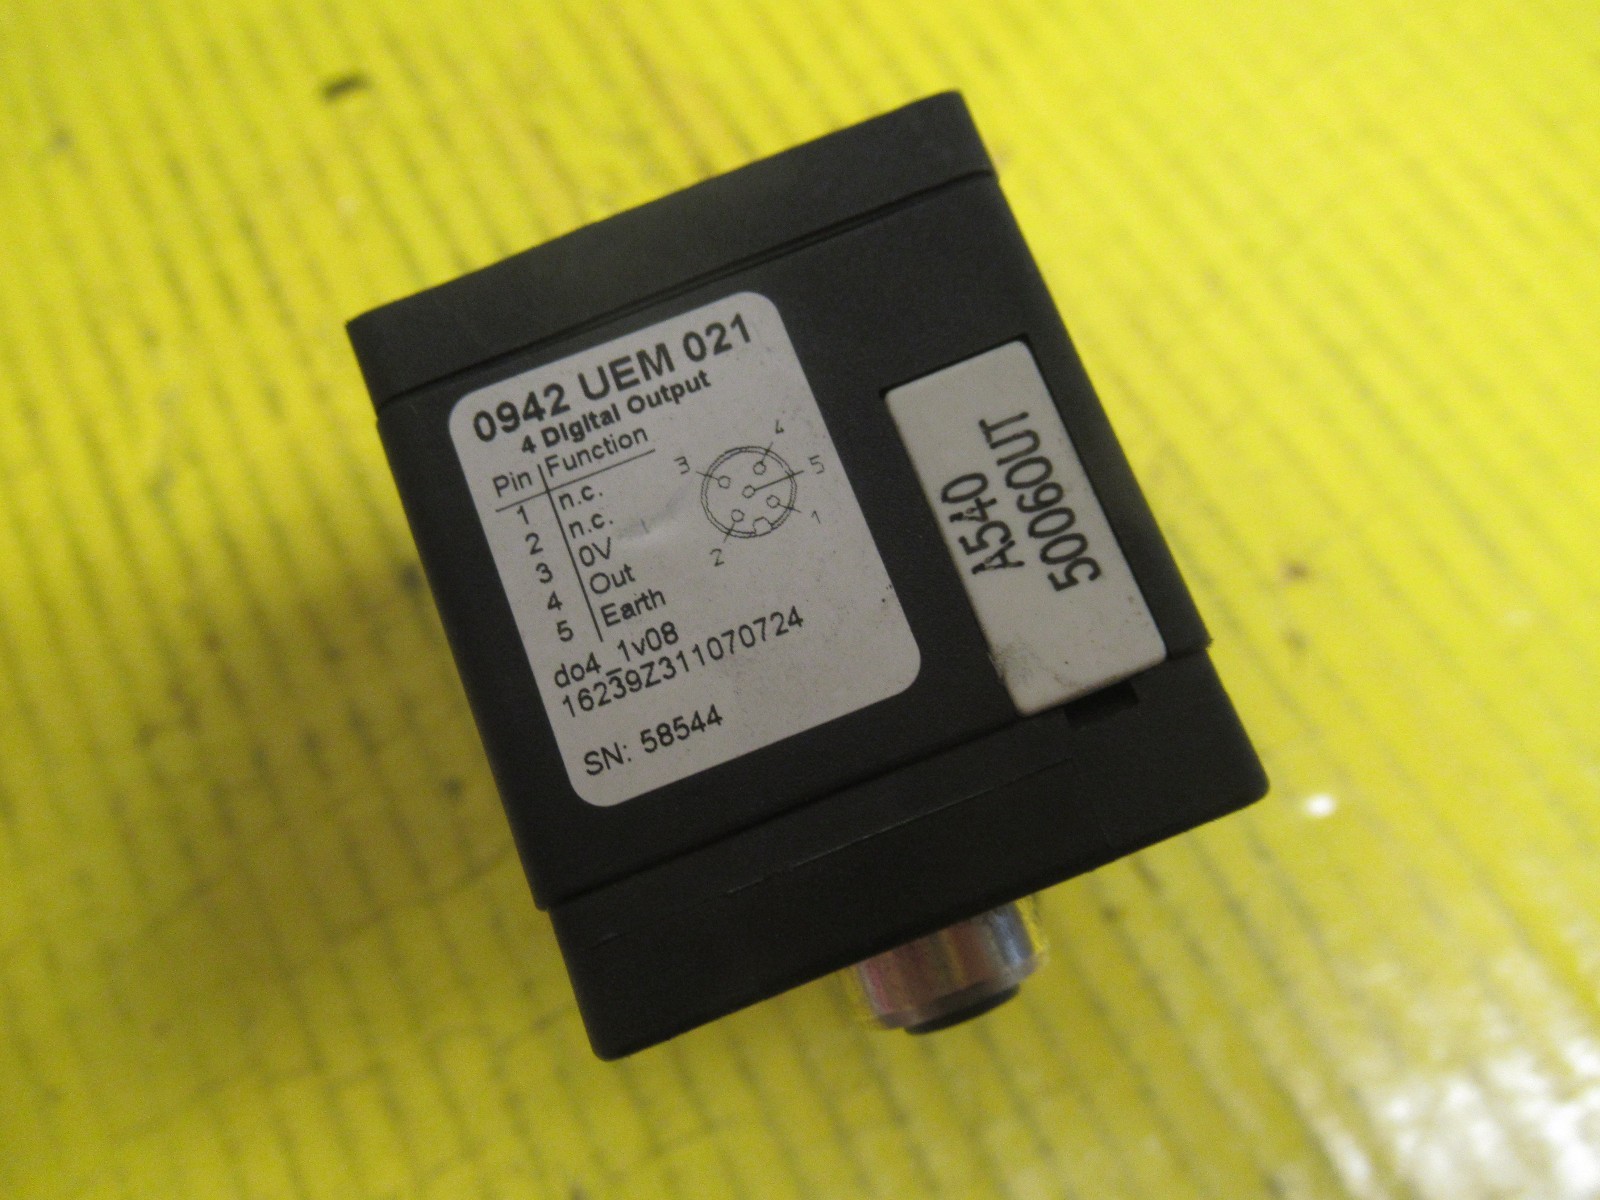 0942 UEM 021
4 Digital Output
Pin Function
1 n.c.
2 n.c.
3 0V
4 Out
5 Earth
3 4 5 1 2
do4_1v08
16239Z311070724
SN: 58544
A540
50060UT